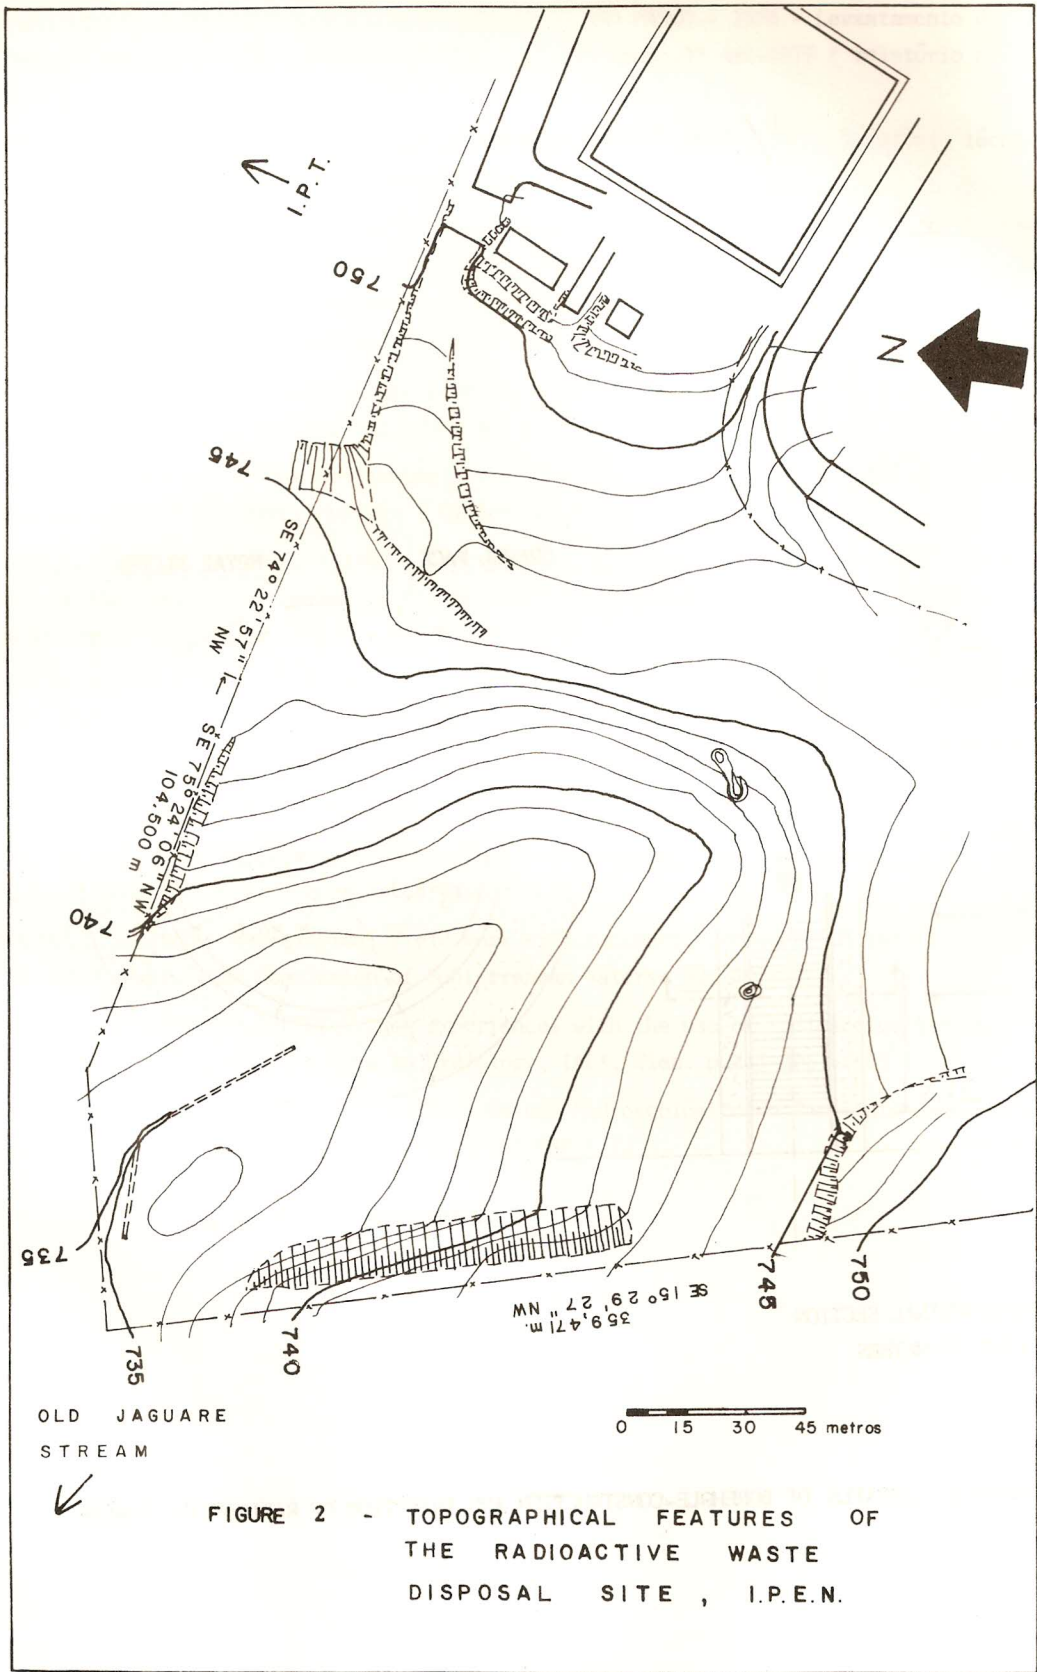 I.P.T.
750
N
745
SE 74° 22' 57"
NW
SE 75° 24' 06" NW
104,500 m
740
735
SE 15° 29' 27" NW
359,471 m.
745
750
740
735
OLD JAGUARE
STREAM
0 15 30 45 metros
FIGURE 2 - TOPOGRAPHICAL FEATURES OF
THE RADIOACTIVE WASTE
DISPOSAL SITE , I.P.E.N.